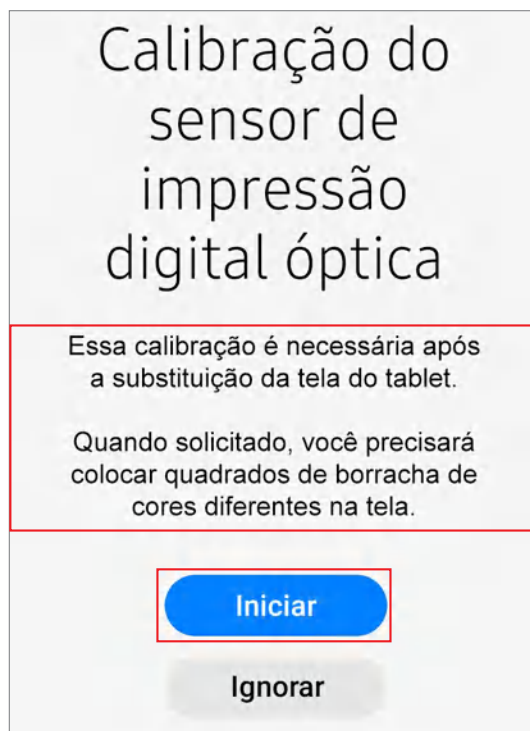 Calibração do
sensor de
impressão
digital óptica
Essa calibração é necessária após
a substituição da tela do tablet.
Quando solicitado, você precisará
colocar quadrados de borracha de
cores diferentes na tela.
Iniciar
Ignorar